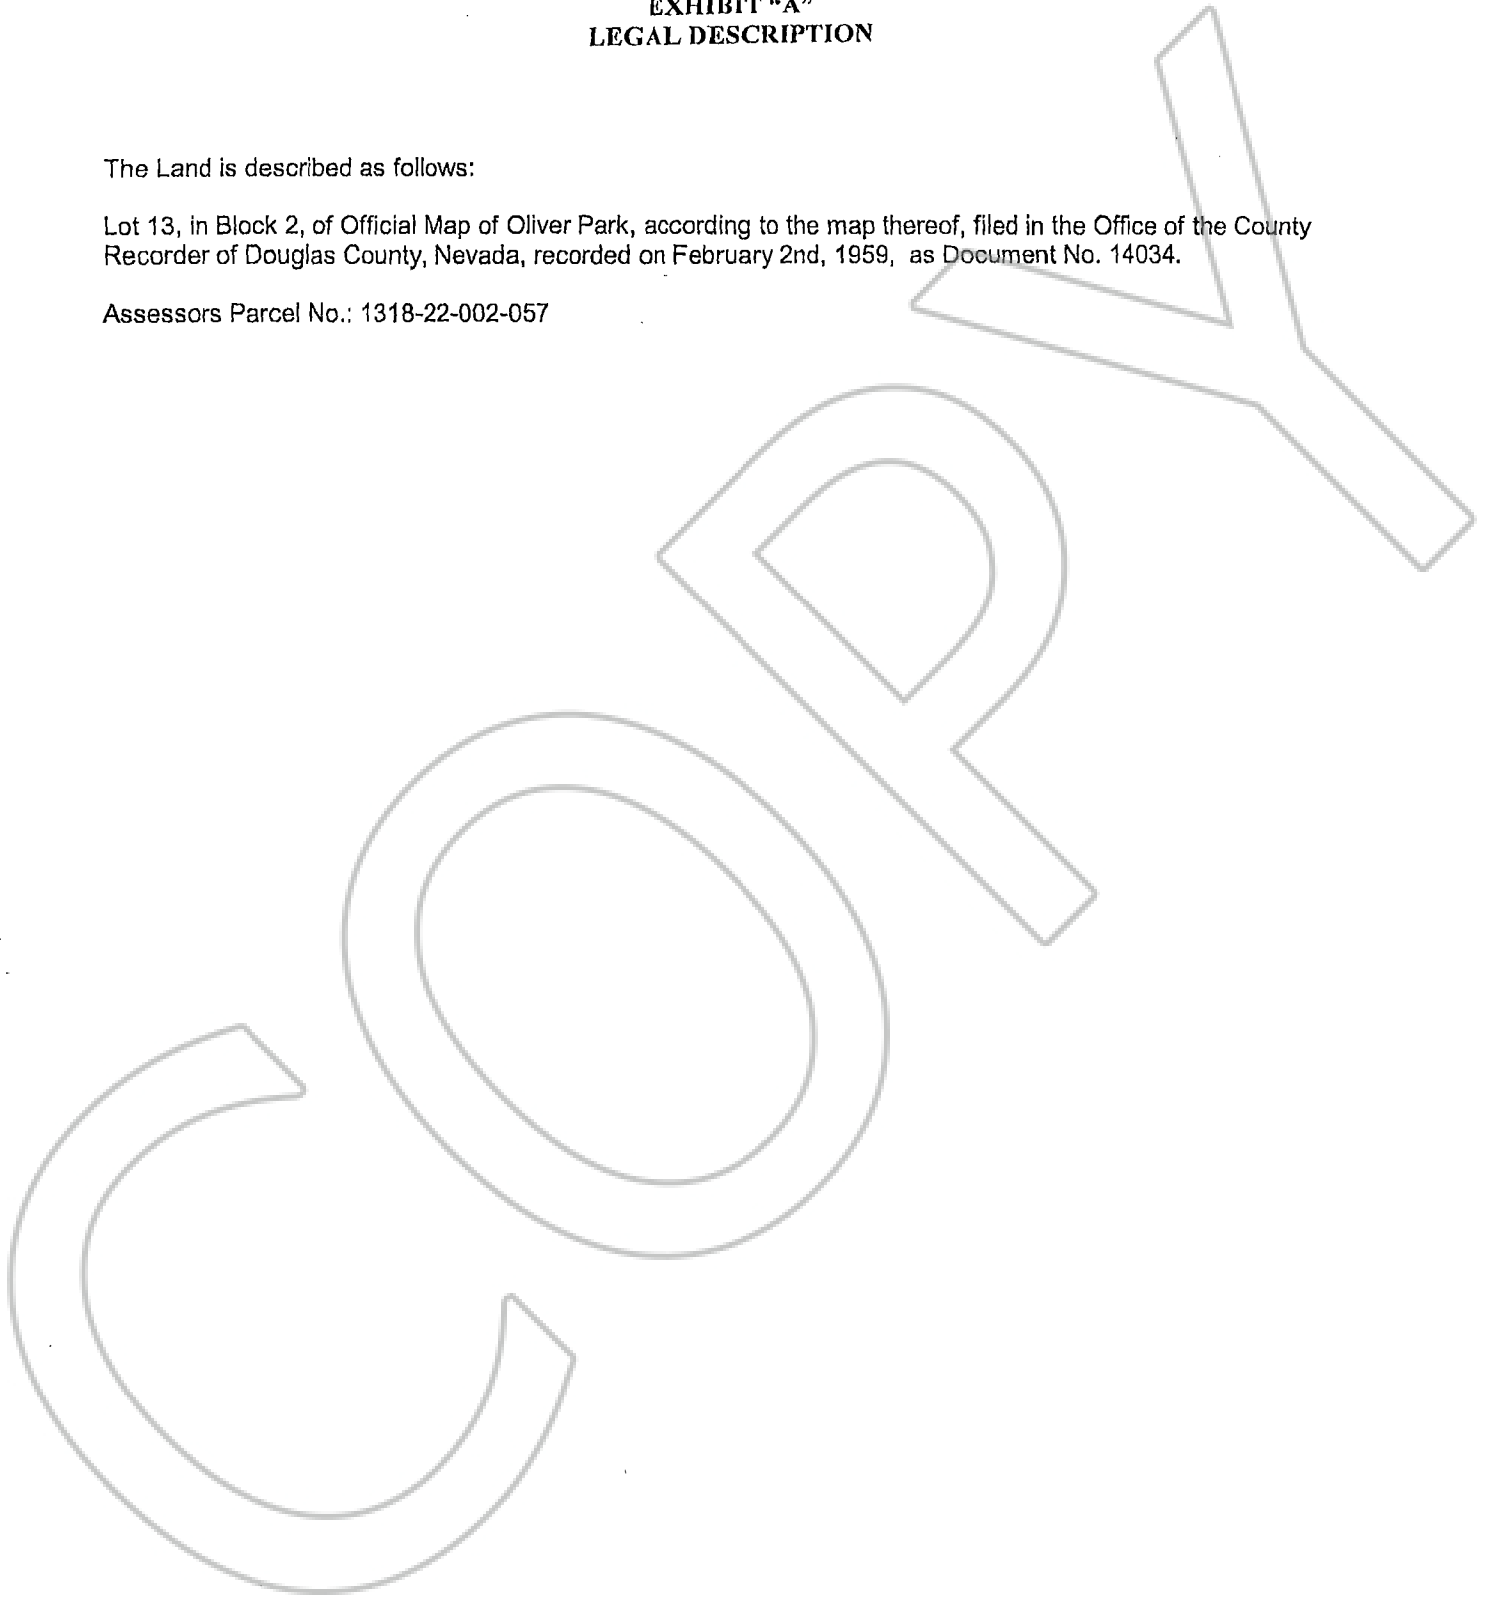 EXHIBIT “A”
LEGAL DESCRIPTION
The Land is described as follows:
Lot 13, in Block 2, of Official Map of Oliver Park, according to the map thereof, filed in the Office of the County
Recorder of Douglas County, Nevada, recorded on February 2nd, 1959, as Document No. 14034.
Assessors Parcel No.: 1318-22-002-057
COPY